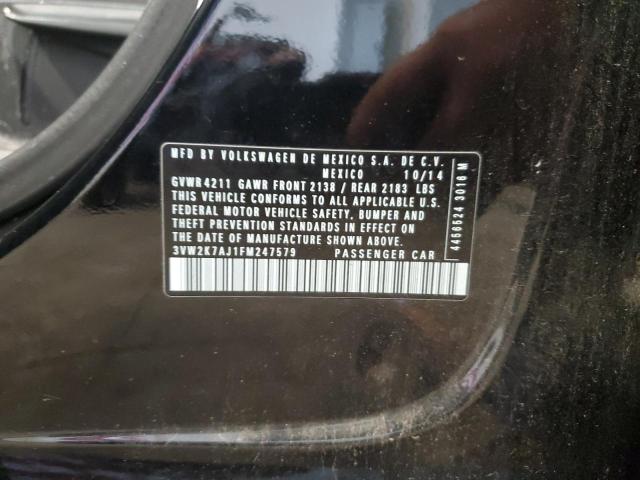 MFD BY VOLKSWAGEN DE MEXICO S.A. DE C.V.
MEXICO 10/14
GVWR 4211 GAWR FRONT 2138 / REAR 2183 LBS
THIS VEHICLE CONFORMS TO ALL APPLICABLE U.S.
FEDERAL MOTOR VEHICLE SAFETY, BUMPER AND
THEFT PREVENTION STANDARDS IN EFFECT ON
THE DATE OF MANUFACTURE SHOWN ABOVE.
3VW2K7AJ1FM247579 PASSENGER CAR
4456524 3016 M